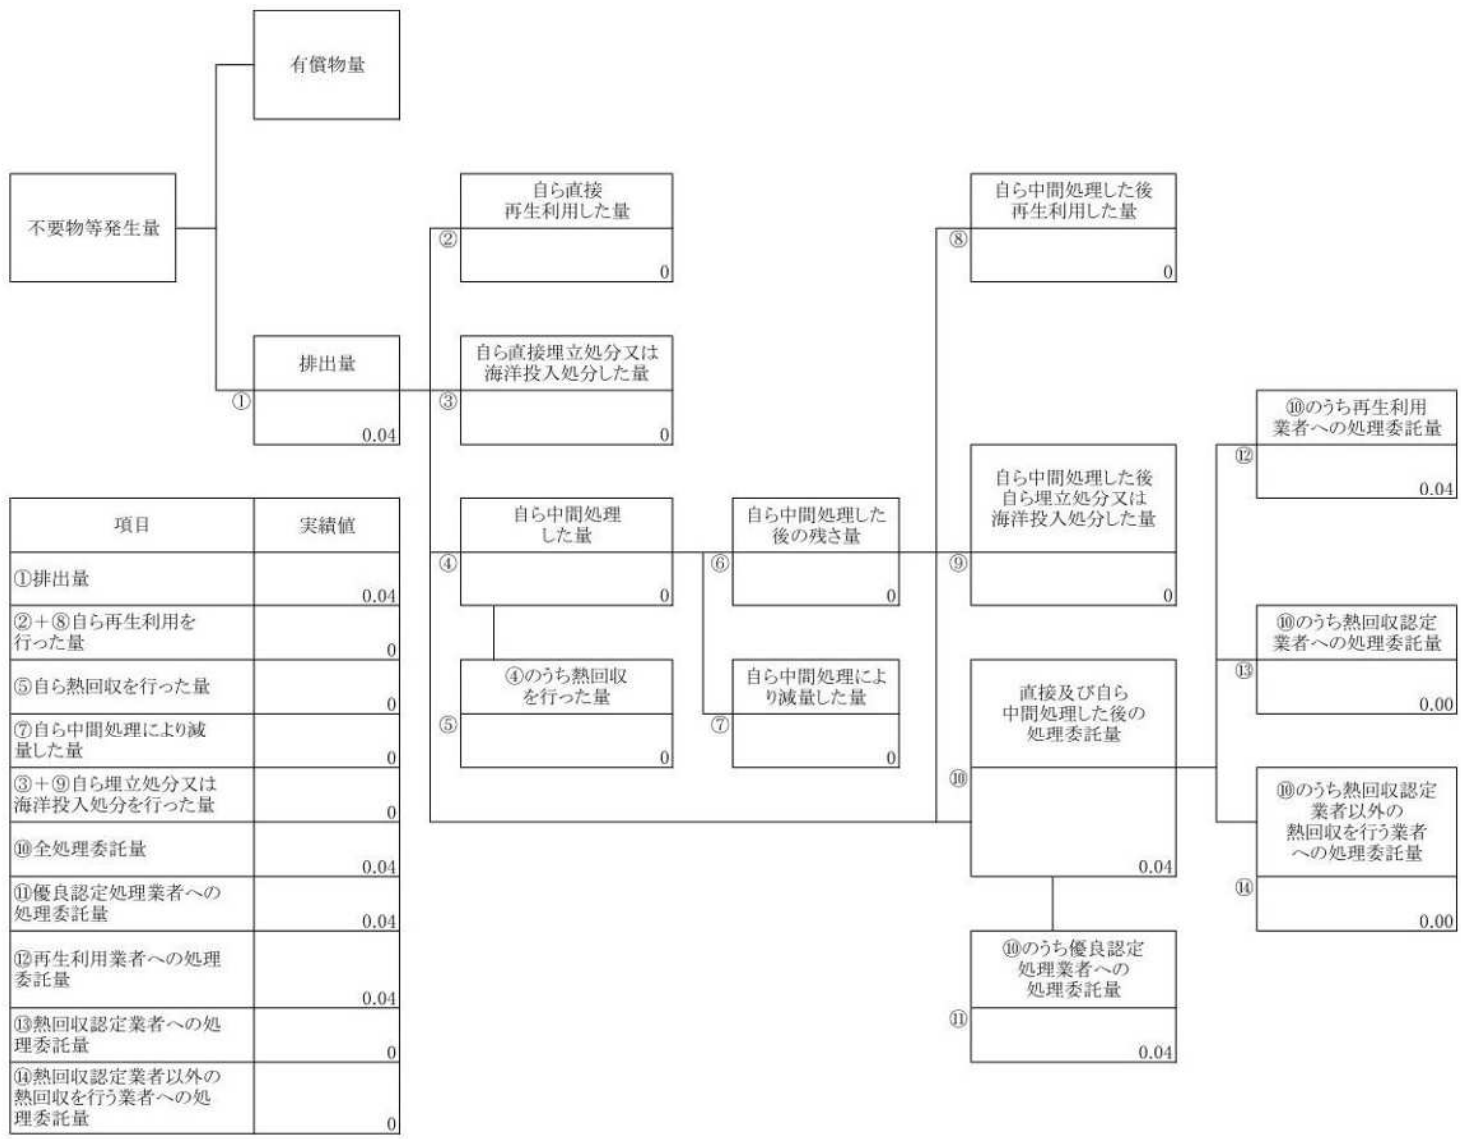 有償物量
不要物等発生量
自ら直接
再生利用した量
②
0
自ら中間処理した後
再生利用した量
⑧
0
排出量
①
0.04
自ら直接埋立処分又は
海洋投入処分した量
③
0
⑩のうち再生利用
業者への処理委託量
⑫
0.04
自ら中間処理
した量
④
0
自ら中間処理した
後の残さ量
⑥
0
自ら中間処理した後
自ら埋立処分又は
海洋投入処分した量
⑨
0
⑩のうち熱回収認定
業者への処理委託量
⑬
0.00
④のうち熱回収
を行った量
⑤
0
自ら中間処理によ
り減量した量
⑦
0
直接及び自ら
中間処理した後の
処理委託量
⑩
0.04
⑩のうち熱回収認定
業者以外の
熱回収を行う業者
への処理委託量
⑭
0.00
⑩のうち優良認定
処理業者への
処理委託量
⑪
0.04
項目 実績値
①排出量
0.04
②+⑧自ら再生利用を
行った量
0
⑤自ら熱回収を行った量
0
⑦自ら中間処理により減
量した量
0
③+⑨自ら埋立処分又は
海洋投入処分を行った量
0
⑩全処理委託量
0.04
⑪優良認定処理業者への
処理委託量
0.04
⑫再生利用業者への処理
委託量
0.04
⑬熱回収認定業者への処
理委託量
0
⑭熱回収認定業者以外の
熱回収を行う業者への処
理委託量
0